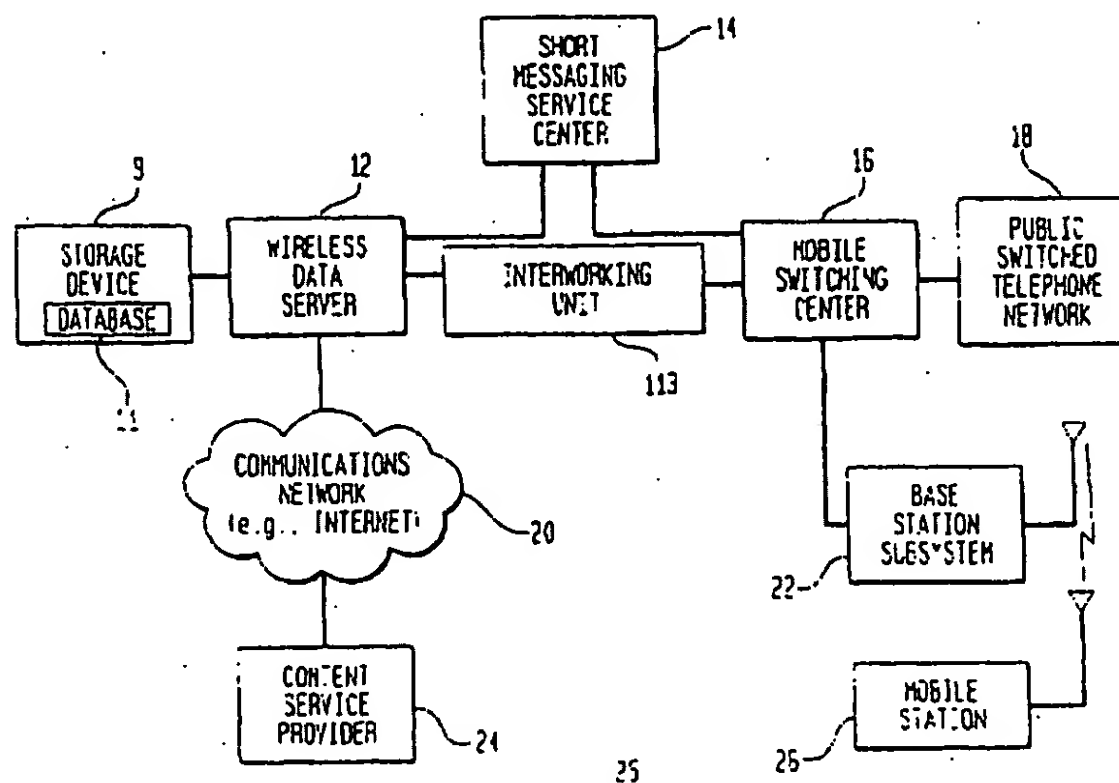 14
SHORT
MESSAGING
SERVICE
CENTER
9
12
16
18
STORAGE
DEVICE
DATABASE
WIRELESS
DATA
SERVER
INTERWORKING
UNIT
MOBILE
SWITCHING
CENTER
PUBLIC
SWITCHED
TELEPHONE
NETWORK
11
113
COMMUNICATIONS
NETWORK
(e.g., INTERNET)
20
BASE
STATION
SUBSYSTEM
22
CONTENT
SERVICE
PROVIDER
24
MOBILE
STATION
26
25